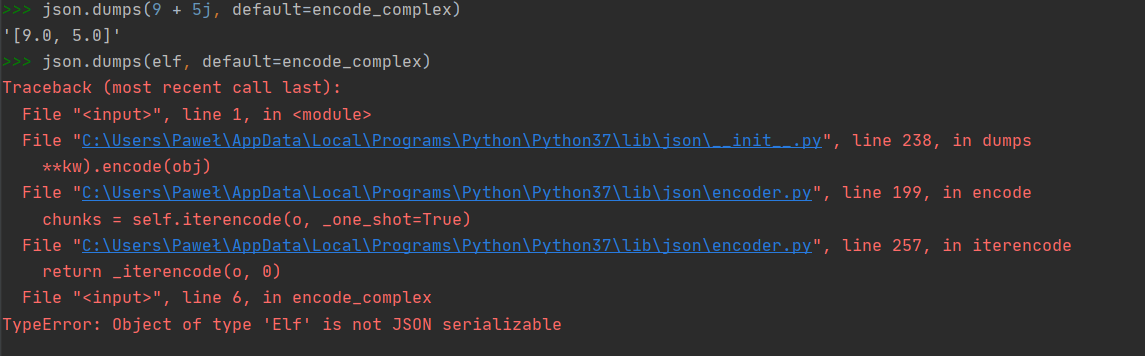 >>> json.dumps(9 + 5j, default=encode_complex)
'[9.0, 5.0]'
>>> json.dumps(elf, default=encode_complex)
Traceback (most recent call last):
  File "<input>", line 1, in <module>
  File "C:\Users\Paweł\AppData\Local\Programs\Python\Python37\lib\json\__init__.py", line 238, in dumps
    **kw).encode(obj)
  File "C:\Users\Paweł\AppData\Local\Programs\Python\Python37\lib\json\encoder.py", line 199, in encode
    chunks = self.iterencode(o, _one_shot=True)
  File "C:\Users\Paweł\AppData\Local\Programs\Python\Python37\lib\json\encoder.py", line 257, in iterencode
    return _iterencode(o, 0)
  File "<input>", line 6, in encode_complex
TypeError: Object of type 'Elf' is not JSON serializable